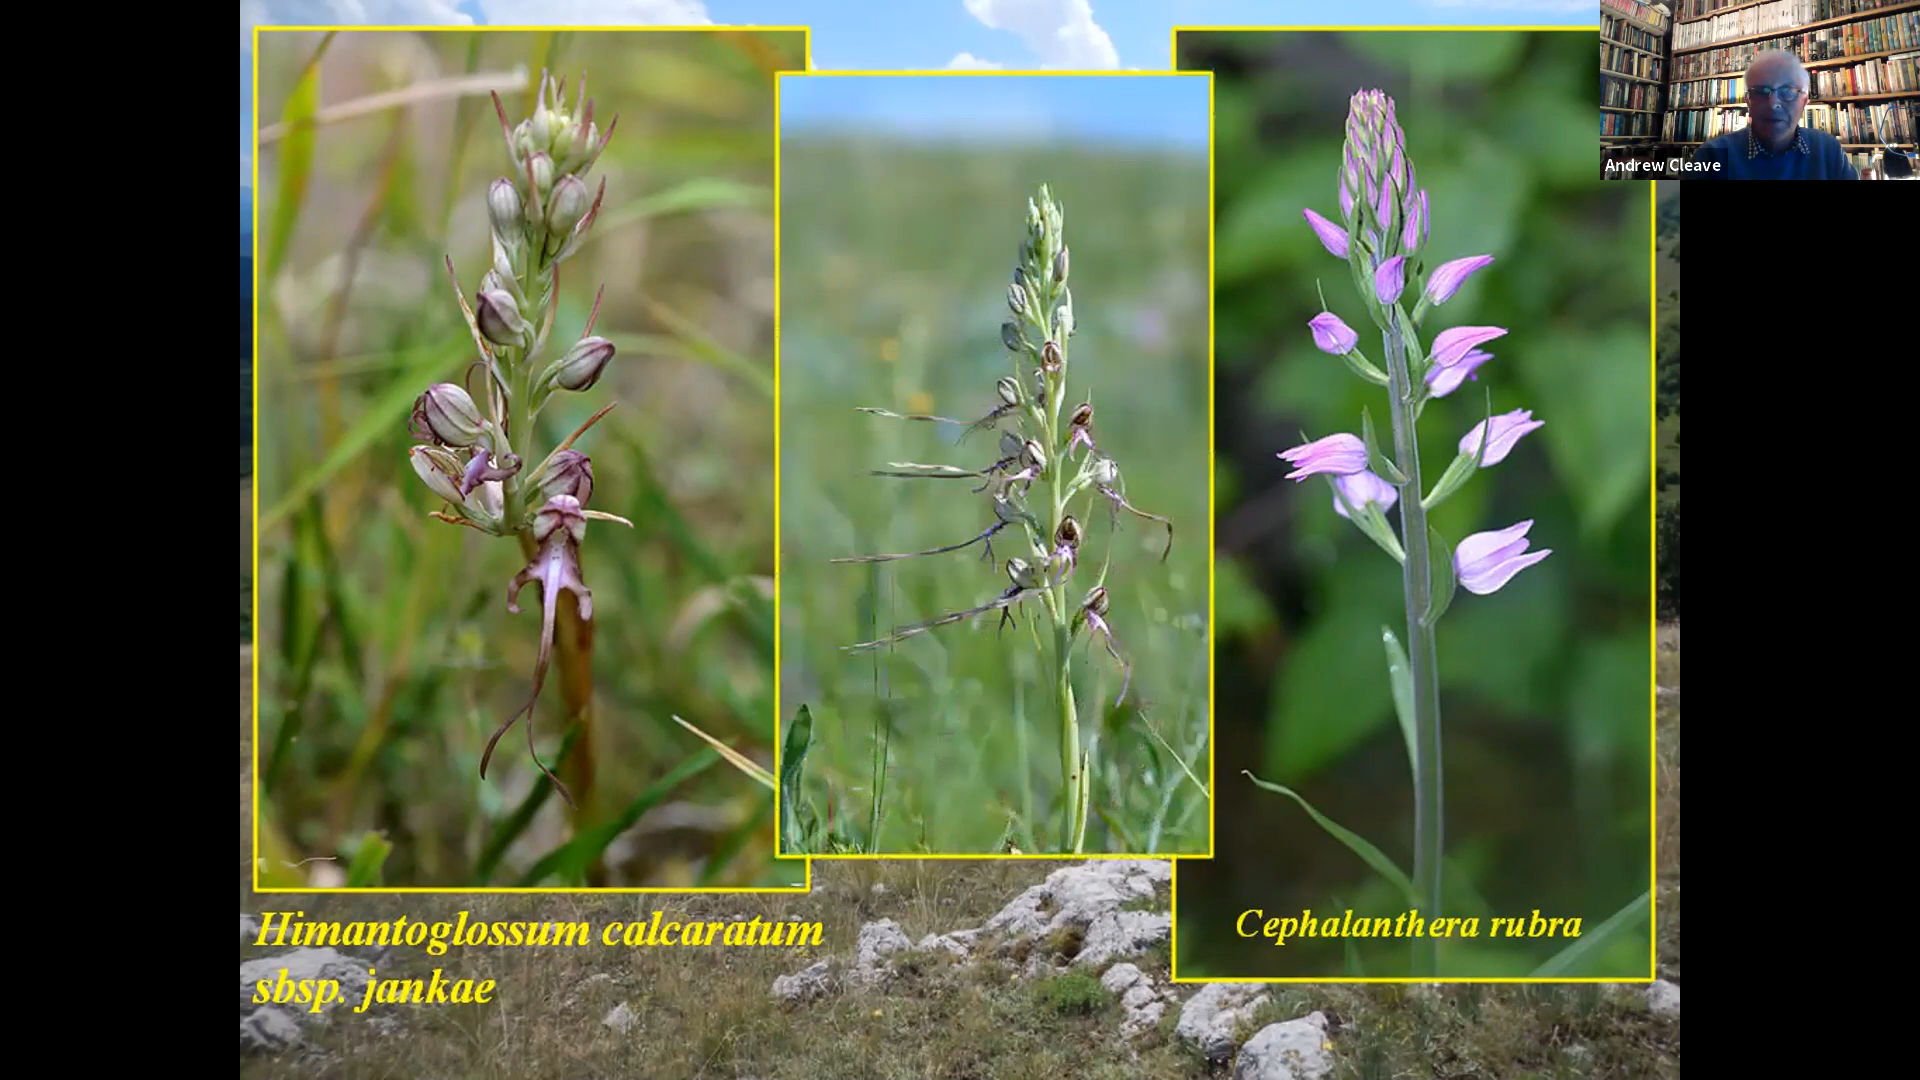 Andrew Cleave
Himantoglossum calcaratum
sbsp. jankae
Cephalanthera rubra